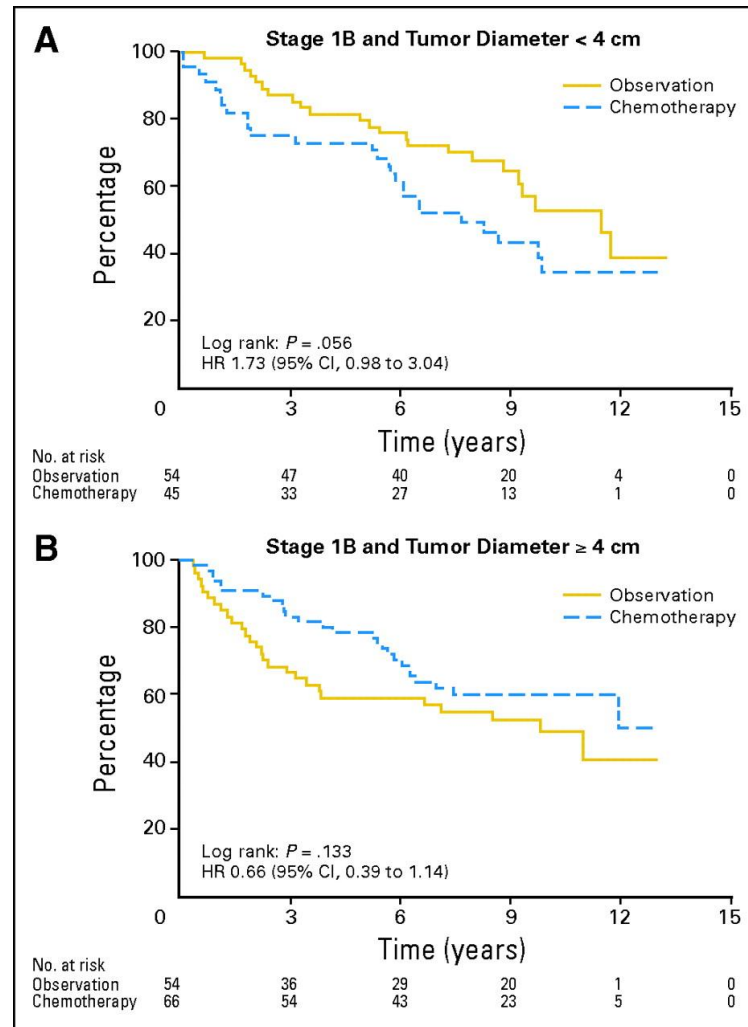 A
Stage 1B and Tumor Diameter < 4 cm
100
80
60
40
20
0
Percentage
Observation
Chemotherapy
Log rank: P = .056
HR 1.73 (95% CI, 0.98 to 3.04)
3 6 9 12 15
Time (years)
No. at risk
Observation 54 47 40 20 4 0
Chemotherapy 45 33 27 13 1 0
B
Stage 1B and Tumor Diameter ≥ 4 cm
100
80
60
40
20
0
Percentage
Observation
Chemotherapy
Log rank: P = .133
HR 0.66 (95% CI, 0.39 to 1.14)
3 6 9 12 15
Time (years)
No. at risk
Observation 54 36 29 20 1 0
Chemotherapy 66 54 43 23 5 0